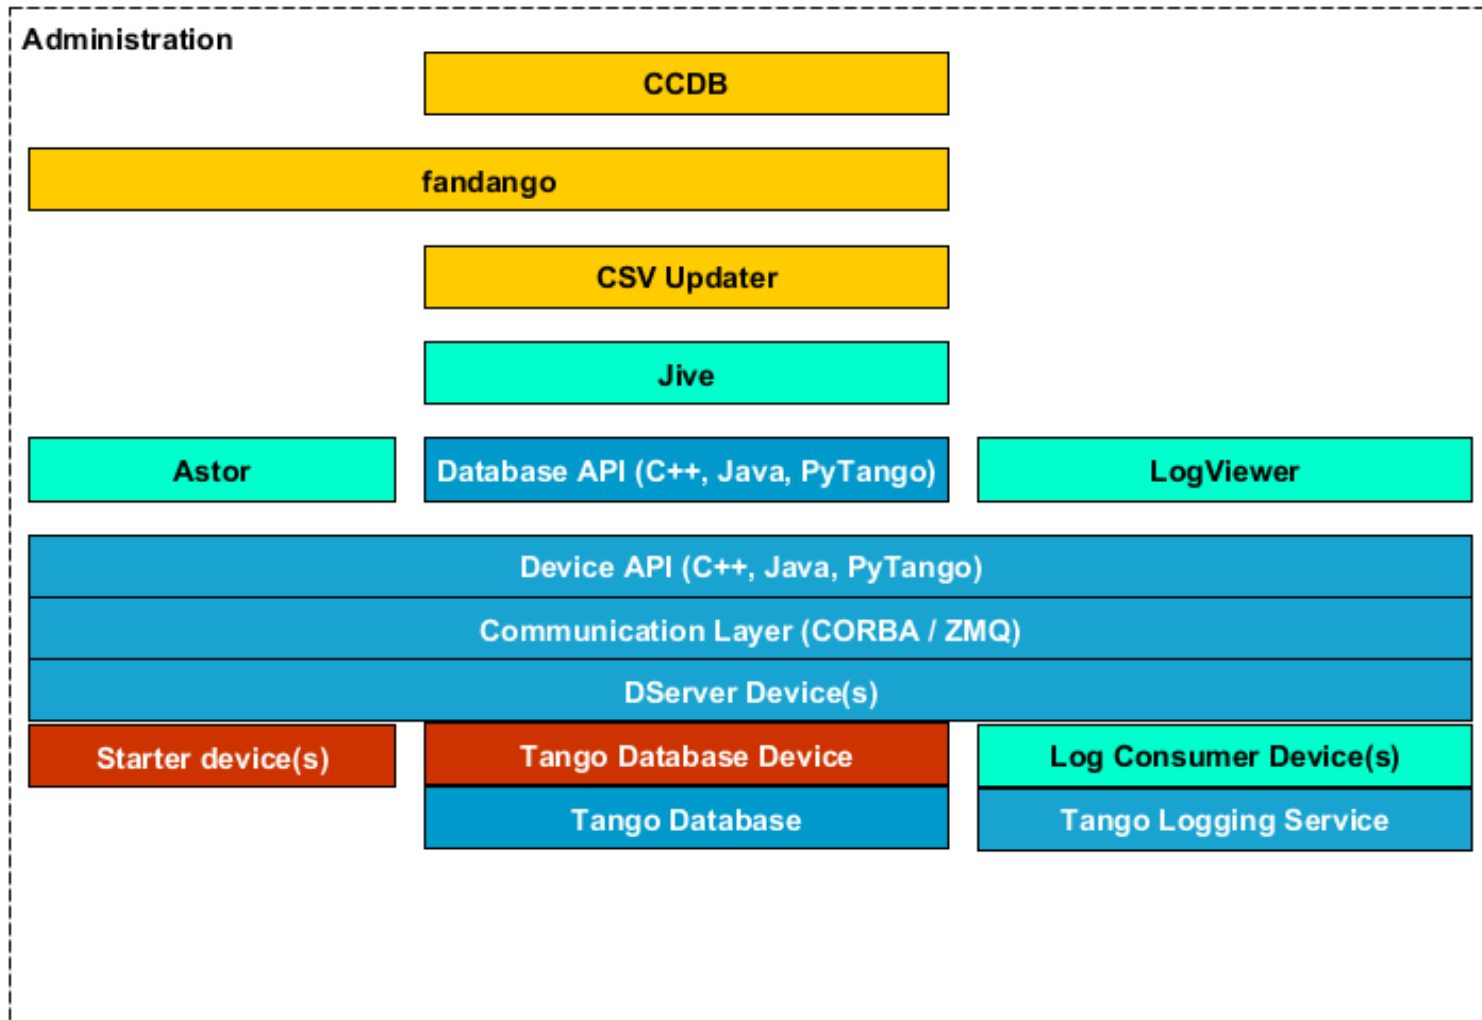 Administration
CCDB
fandango
CSV Updater
Jive
Astor
Database API (C++, Java, PyTango)
LogViewer
Device API (C++, Java, PyTango)
Communication Layer (CORBA / ZMQ)
DServer Device(s)
Starter device(s)
Tango Database Device
Log Consumer Device(s)
Tango Database
Tango Logging Service